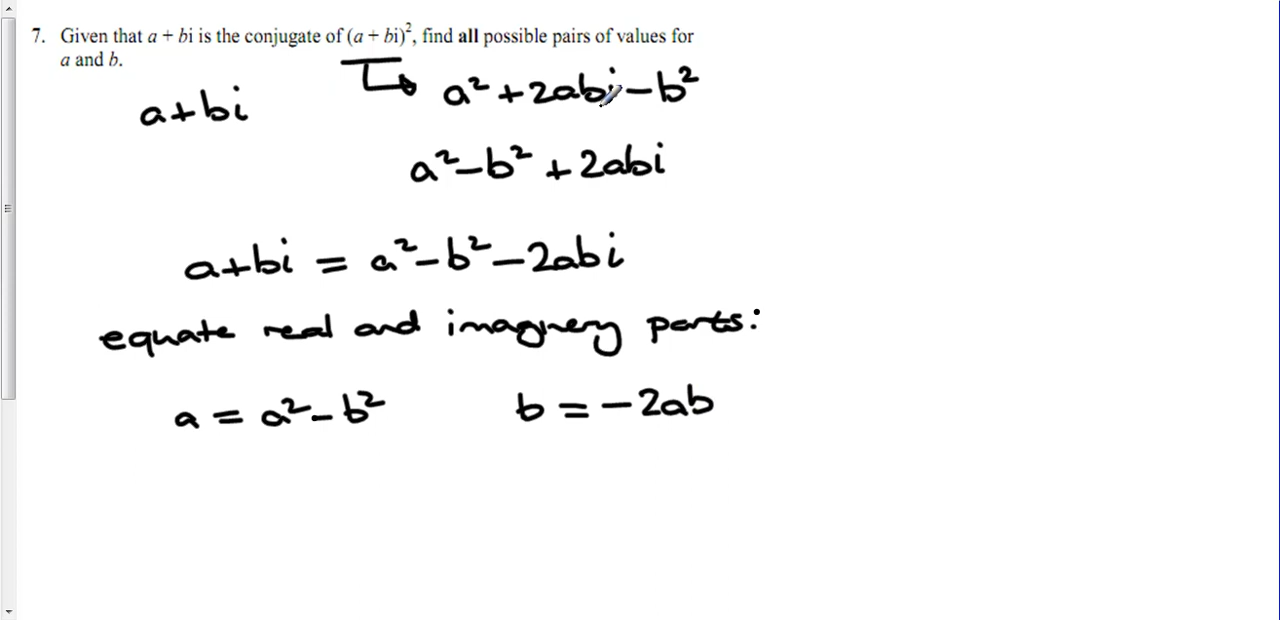 7. Given that a + bi is the conjugate of (a + bi)², find all possible pairs of values for
a and b.
a+bi
a² + 2abi - b²
a² - b² + 2abi
a+bi = a² - b² - 2abi
equate real and imagnery parts:
a = a² - b²
b = -2ab